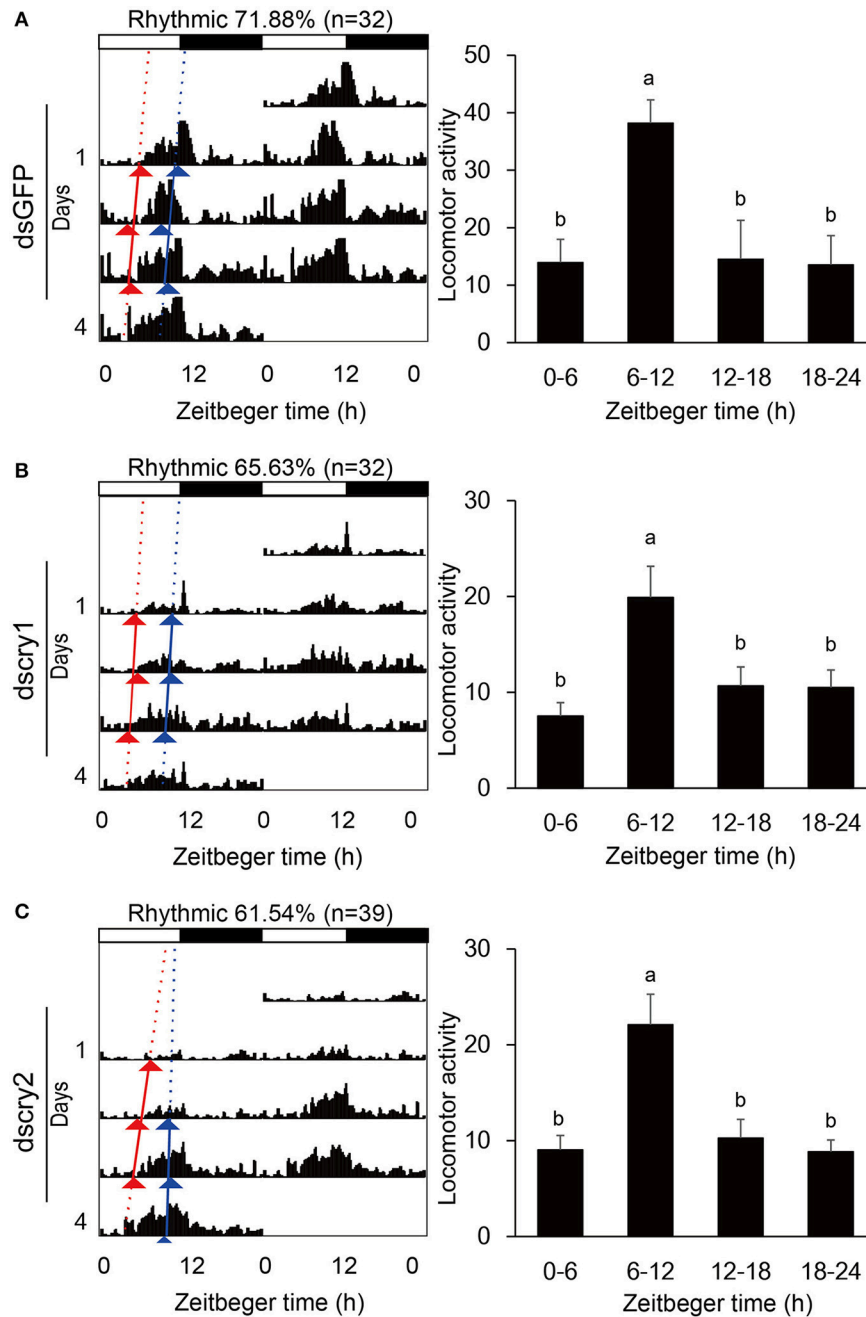 A
Rhythmic 71.88% (n=32)
dsGFP
Days
1
4
0 12 0 12 0
Zeitbeger time (h)
Locomotor activity
50
40
30
20
10
0
b
a
b
b
0-6 6-12 12-18 18-24
Zeitbeger time (h)
B
Rhythmic 65.63% (n=32)
dscry1
Days
1
4
0 12 0 12 0
Zeitbeger time (h)
Locomotor activity
30
20
10
0
b
a
b
b
0-6 6-12 12-18 18-24
Zeitbeger time (h)
C
Rhythmic 61.54% (n=39)
dscry2
Days
1
4
0 12 0 12 0
Zeitbeger time (h)
Locomotor activity
30
20
10
0
b
a
b
b
0-6 6-12 12-18 18-24
Zeitbeger time (h)